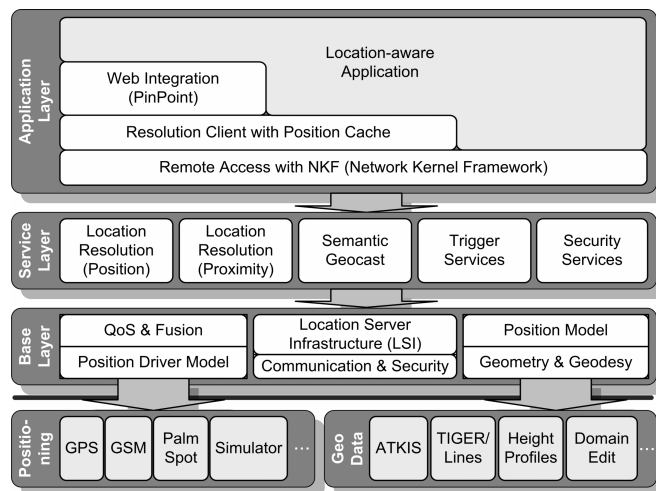 Application
Layer
Location-aware
Application
Web Integration
(PinPoint)
Resolution Client with Position Cache
Remote Access with NKF (Network Kernel Framework)
Service
Layer
Location
Resolution
(Position)
Location
Resolution
(Proximity)
Semantic
Geocast
Trigger
Services
Security
Services
Base
Layer
QoS & Fusion
Position Driver Model
Location Server
Infrastructure (LSI)
Communication & Security
Position Model
Geometry & Geodesy
Positio-
ning
GPS
GSM
Palm
Spot
Simulator
...
Geo
Data
ATKIS
TIGER/
Lines
Height
Profiles
Domain
Edit
...